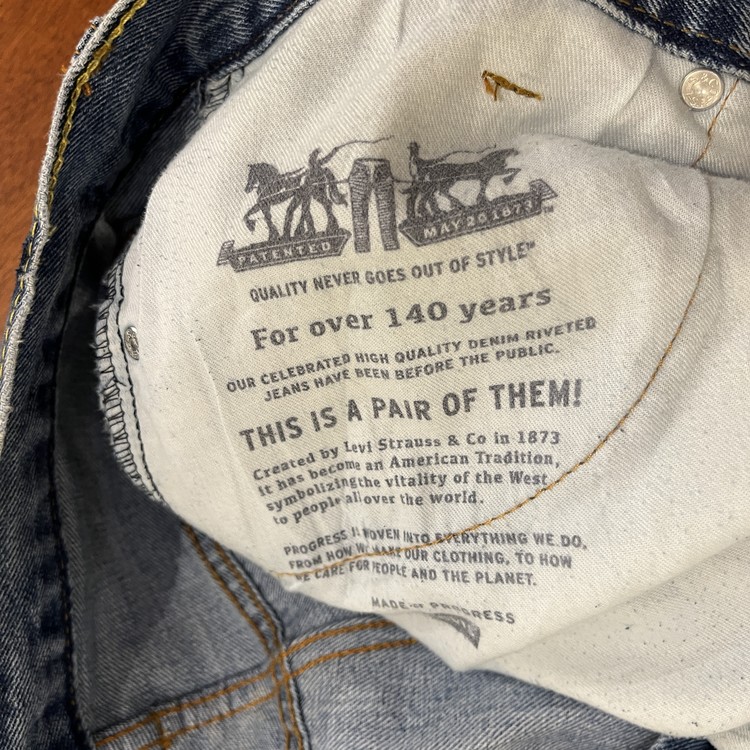 PATENTED
MAY 20 1873™
QUALITY NEVER GOES OUT OF STYLE™
For over 140 years
OUR CELEBRATED HIGH QUALITY DENIM RIVETED
JEANS HAVE BEEN BEFORE THE PUBLIC.
THIS IS A PAIR OF THEM!
Created by Levi Strauss & Co in 1873
it has become an American Tradition,
symbolizing the vitality of the West
to people all over the world.
PROGRESS IS WOVEN INTO EVERYTHING WE DO,
FROM HOW WE MAKE OUR CLOTHING, TO HOW
WE CARE FOR PEOPLE AND THE PLANET.
MADE of PROGRESS